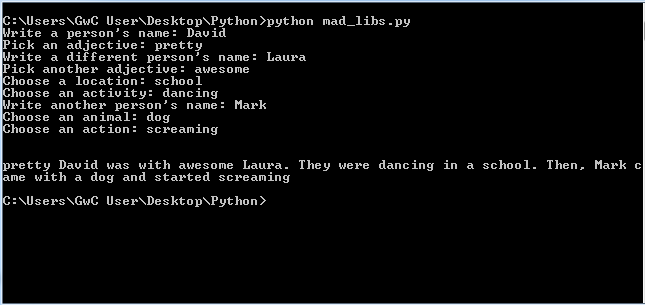 C:\Users\GwC User\Desktop\Python>python mad_libs.py
Write a person's name: David
Pick an adjective: pretty
Write a different person's name: Laura
Pick another adjective: awesome
Choose a location: school
Choose an activity: dancing
Write another person's name: Mark
Choose an animal: dog
Choose an action: screaming
pretty David was with awesome Laura. They were dancing in a school. Then, Mark c
ame with a dog and started screaming
C:\Users\GwC User\Desktop\Python>